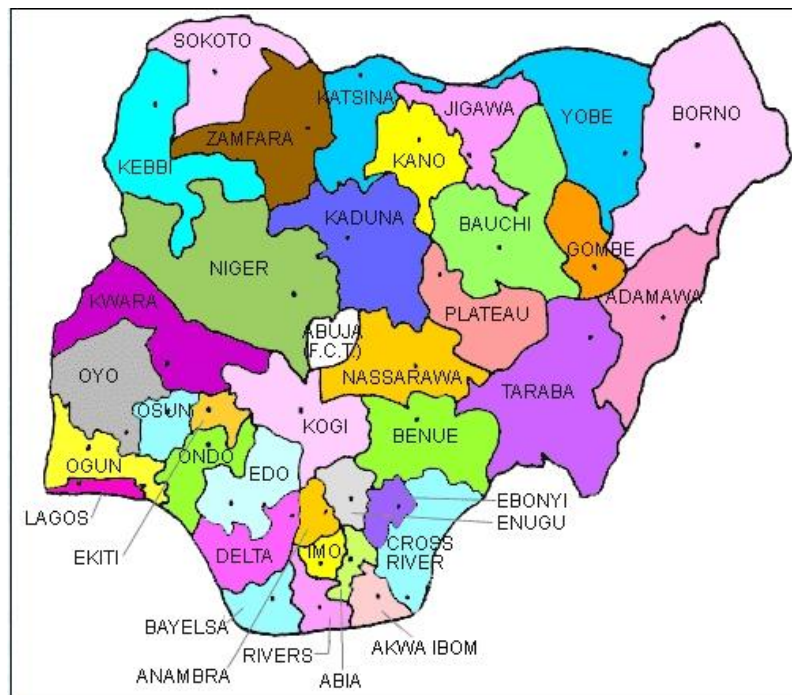 SOKOTO
KATSINA
JIGAWA
YOBE
BORNO
ZAMFARA
KANO
KEBBI
KADUNA
BAUCHI
GOMBE
NIGER
KWARA
ADAMAWA
PLATEAU
ABUJA
(F.C.T.)
OYO
NASSARAWA
TARABA
OSUN
KOGI
BENUE
OGUN
ONDO
EDO
EBONYI
LAGOS
ENUGU
EKITI
DELTA
IMO
CROSS
RIVER
BAYELSA
RIVERS
AKWA IBOM
ANAMBRA
ABIA